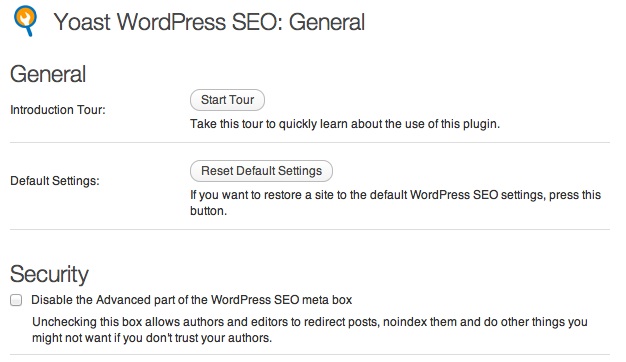 Yoast WordPress SEO: General
General
Introduction Tour:
Start Tour
Take this tour to quickly learn about the use of this plugin.
Default Settings:
Reset Default Settings
If you want to restore a site to the default WordPress SEO settings, press this
button.
Security
Disable the Advanced part of the WordPress SEO meta box
Unchecking this box allows authors and editors to redirect posts, noindex them and do other things you
might not want if you don't trust your authors.